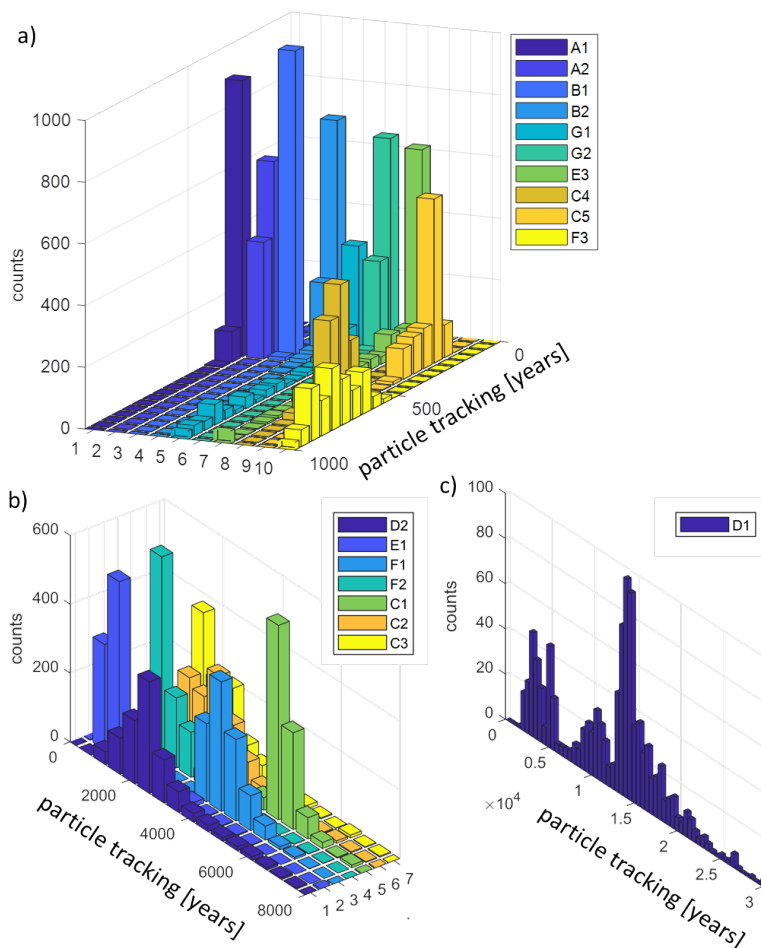 a)
1000
800
600
400
200
0
counts
1 2 3 4 5 6 7 8 9 10
1000
500
0
particle tracking [years]
A1
A2
B1
B2
G1
G2
E3
C4
C5
F3
b)
600
400
200
0
counts
0
2000
4000
6000
8000
particle tracking [years]
1 2 3 4 5 6 7
D2
E1
F1
F2
C1
C2
C3
c)
100
80
60
40
20
0
counts
0
0.5
1
1.5
2
2.5
3
×10⁴
particle tracking [years]
D1